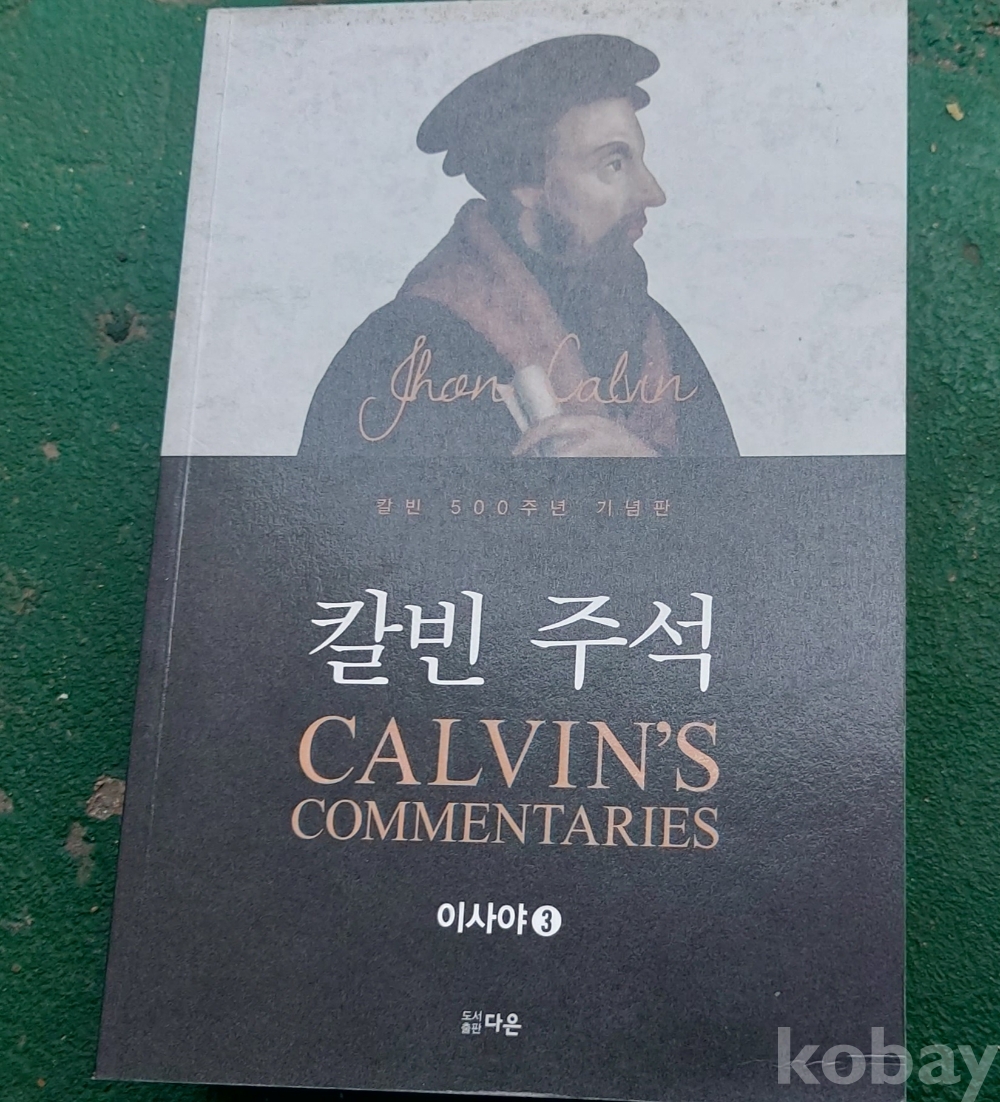 Jhon Calvin
칼빈 500주년 기념판
칼빈 주석
CALVIN'S
COMMENTARIES
이사야 3
도서
출판 다은
kobay